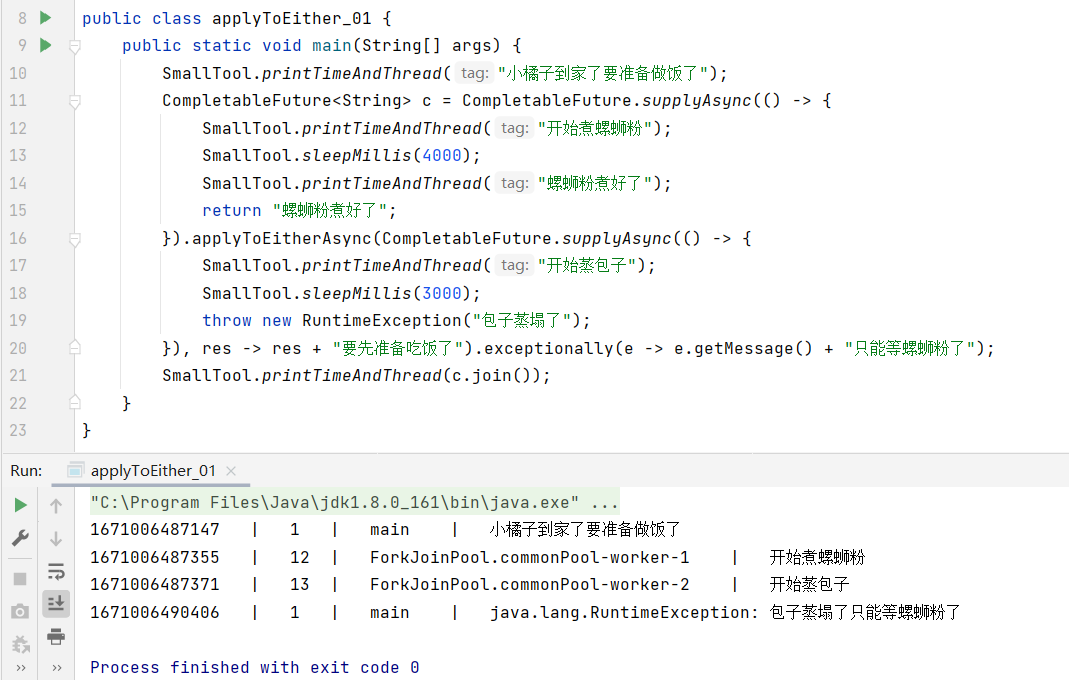 8 public class applyToEither_01 {
9 public static void main(String[] args) {
10 SmallTool.printTimeAndThread( tag: "小橘子到家了要准备做饭了");
11 CompletableFuture<String> c = CompletableFuture.supplyAsync(() -> {
12 SmallTool.printTimeAndThread( tag: "开始煮螺蛳粉");
13 SmallTool.sleepMillis(4000);
14 SmallTool.printTimeAndThread( tag: "螺蛳粉煮好了");
15 return "螺蛳粉煮好了";
16 }).applyToEitherAsync(CompletableFuture.supplyAsync(() -> {
17 SmallTool.printTimeAndThread( tag: "开始蒸包子");
18 SmallTool.sleepMillis(3000);
19 throw new RuntimeException("包子蒸塌了");
20 }), res -> res + "要先准备吃饭了").exceptionally(e -> e.getMessage() + "只能等螺蛳粉了");
21 SmallTool.printTimeAndThread(c.join());
22 }
23 }
Run: applyToEither_01 ×
"C:\Program Files\Java\jdk1.8.0_161\bin\java.exe" ...
1671006487147 | 1 | main | 小橘子到家了要准备做饭了
1671006487355 | 12 | ForkJoinPool.commonPool-worker-1 | 开始煮螺蛳粉
1671006487371 | 13 | ForkJoinPool.commonPool-worker-2 | 开始蒸包子
1671006490406 | 1 | main | java.lang.RuntimeException: 包子蒸塌了只能等螺蛳粉了
Process finished with exit code 0